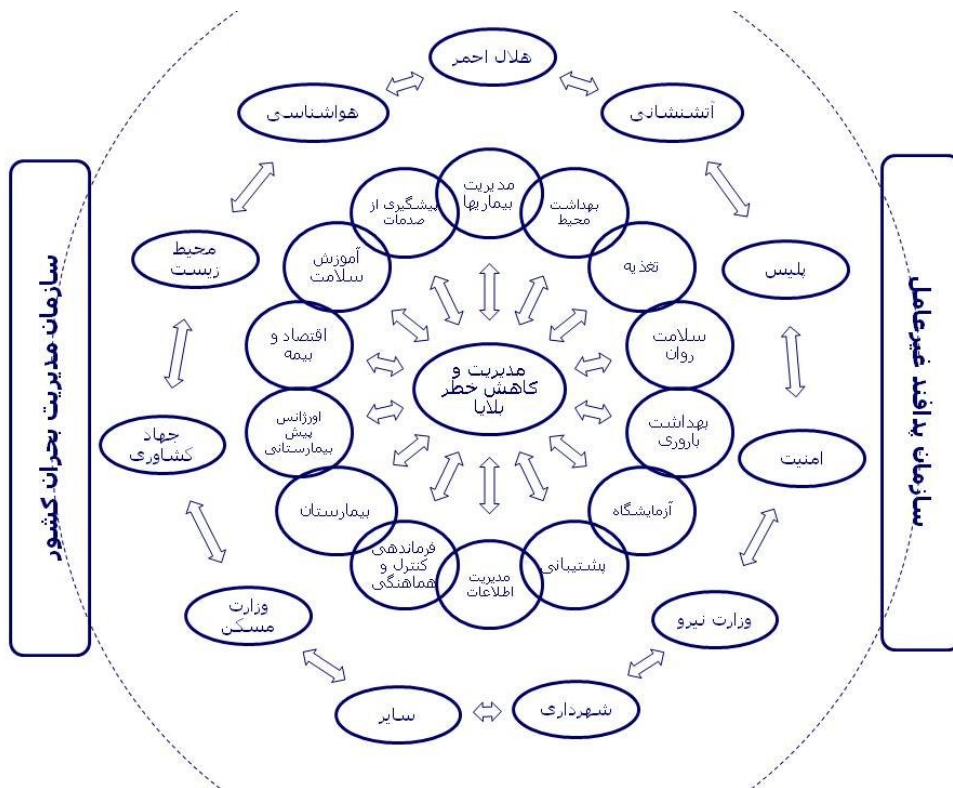 هلال احمر
آتشنشانی
هواشناسی
پلیس
محیط
زیست
امنیت
جهاد
کشاوری
وزارت نیرو
وزارت
مسکن
شهرداری
سایر
مدیریت
بیماریها
بهداشت
محیط
تغذیه
سلامت
روان
بهداشت
باروری
آزمایشگاه
پشتیبانی
مدیریت
اطلاعات
فرماندهی
کنترل و
هماهنگی
بیمارستان
اورژانس
پیش
بیمارستانی
اقتصاد و
بیمه
آموزش
سلامت
پیشگیری از
صدمات
مدیریت و
کاهش خطر
بلایا
سازمان پدافند غیرعامل
سازمان مدیریت بحران کشور